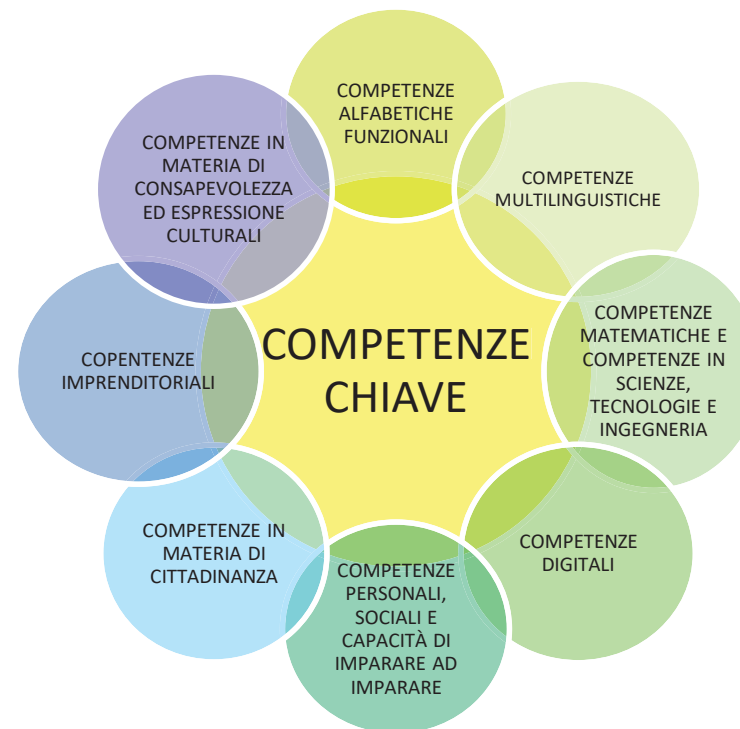 COMPETENZE
ALFABETICHE
FUNZIONALI
COMPETENZE
MULTILINGUISTICHE
COMPETENZE
MATEMATICHE E
COMPETENZE IN
SCIENZE,
TECNOLOGIE E
INGEGNERIA
COMPETENZE
DIGITALI
COMPETENZE
PERSONALI,
SOCIALI E
CAPACITÀ DI
IMPARARE AD
IMPARARE
COMPETENZE IN
MATERIA DI
CITTADINANZA
COPENTENZE
IMPRENDITORIALI
COMPETENZE IN
MATERIA DI
CONSAPEVOLEZZA
ED ESPRESSIONE
CULTURALI
COMPETENZE
CHIAVE